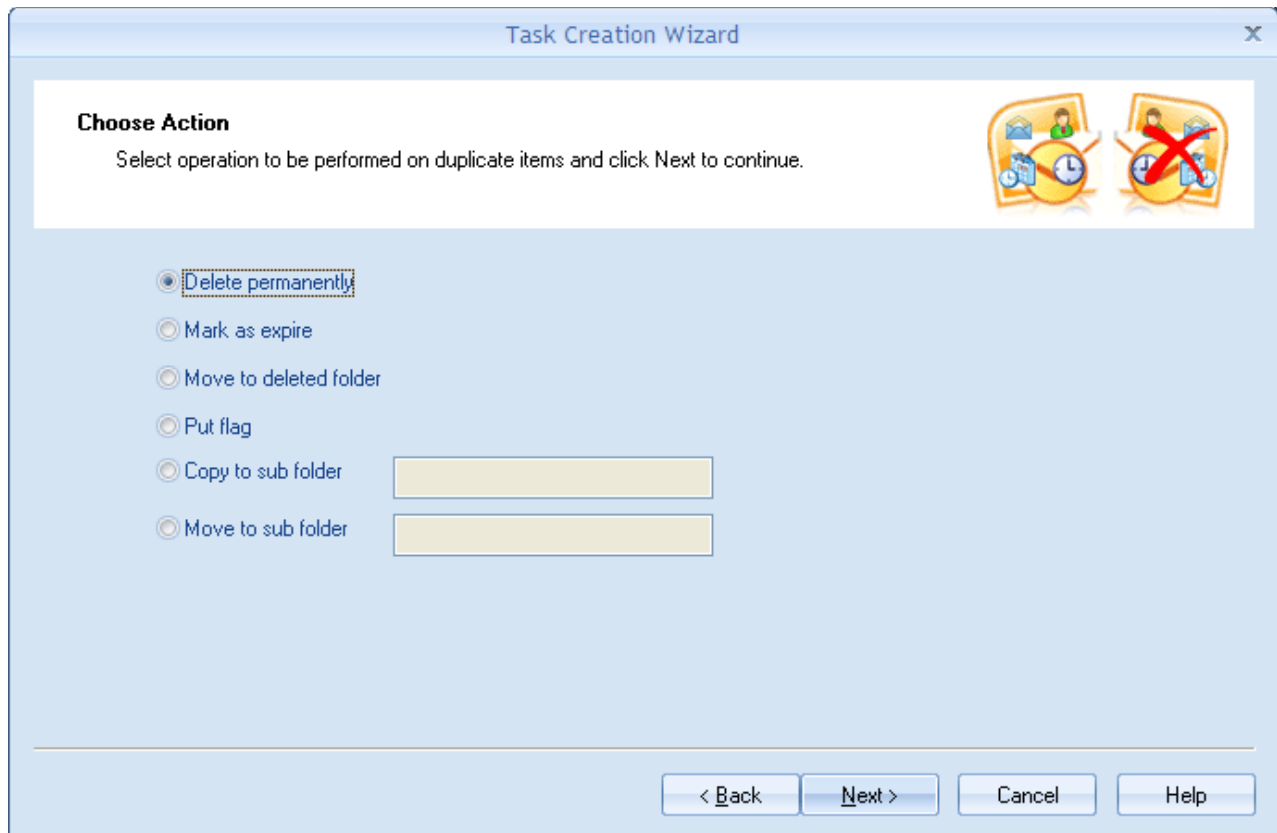 Task Creation Wizard
Choose Action
Select operation to be performed on duplicate items and click Next to continue.
Delete permanently
Mark as expire
Move to deleted folder
Put flag
Copy to sub folder
Move to sub folder
< Back Next > Cancel Help